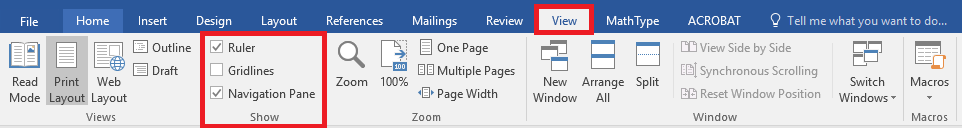 File Home Insert Design Layout References Mailings Review View MathType ACROBAT Tell me what you want to do...
Read Mode
Print Layout
Web Layout
Outline
Draft
Views
Ruler
Gridlines
Navigation Pane
Show
Zoom
100
100%
One Page
Multiple Pages
Page Width
Zoom
New Window
Arrange All
Split
View Side by Side
Synchronous Scrolling
Reset Window Position
Switch Windows
Window
Macros
Macros